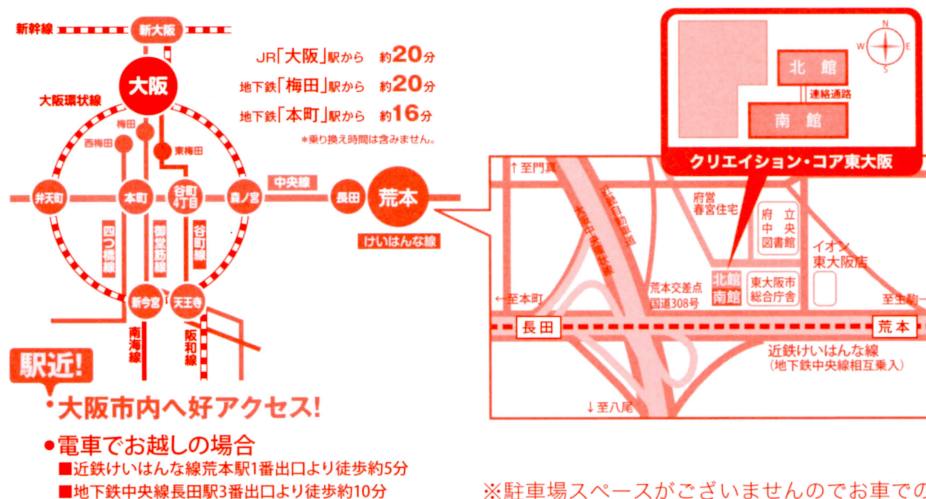 新幹線
新大阪
大阪
JR「大阪」駅から 約20分
地下鉄「梅田」駅から 約20分
地下鉄「本町」駅から 約16分
*乗り換え時間は含みません。
大阪環状線
梅田
西梅田
東梅田
弁天町
本町
谷町
4丁目
森ノ宮
中央線
長田
荒本
けいはんな線
四つ橋線
御堂筋線
谷町線
新今宮
天王寺
南海線
阪和線
駅近!
大阪市内へ好アクセス!
●電車でお越しの場合
■近鉄けいはんな線荒本駅1番出口より徒歩約5分
■地下鉄中央線長田駅3番出口より徒歩約10分
N
W
E
S
北館
連絡通路
南館
クリエイション・コア東大阪
↑至門真
府営
春宮住宅
府立
中央
図書館
イオン
東大阪店
荒本交差点
国道308号
北館
南館
東大阪市
総合庁舎
←至本町
至生駒→
長田
荒本
近鉄けいはんな線
(地下鉄中央線相互乗入)
↓至八尾
※駐車場スペースがございませんのでお車での